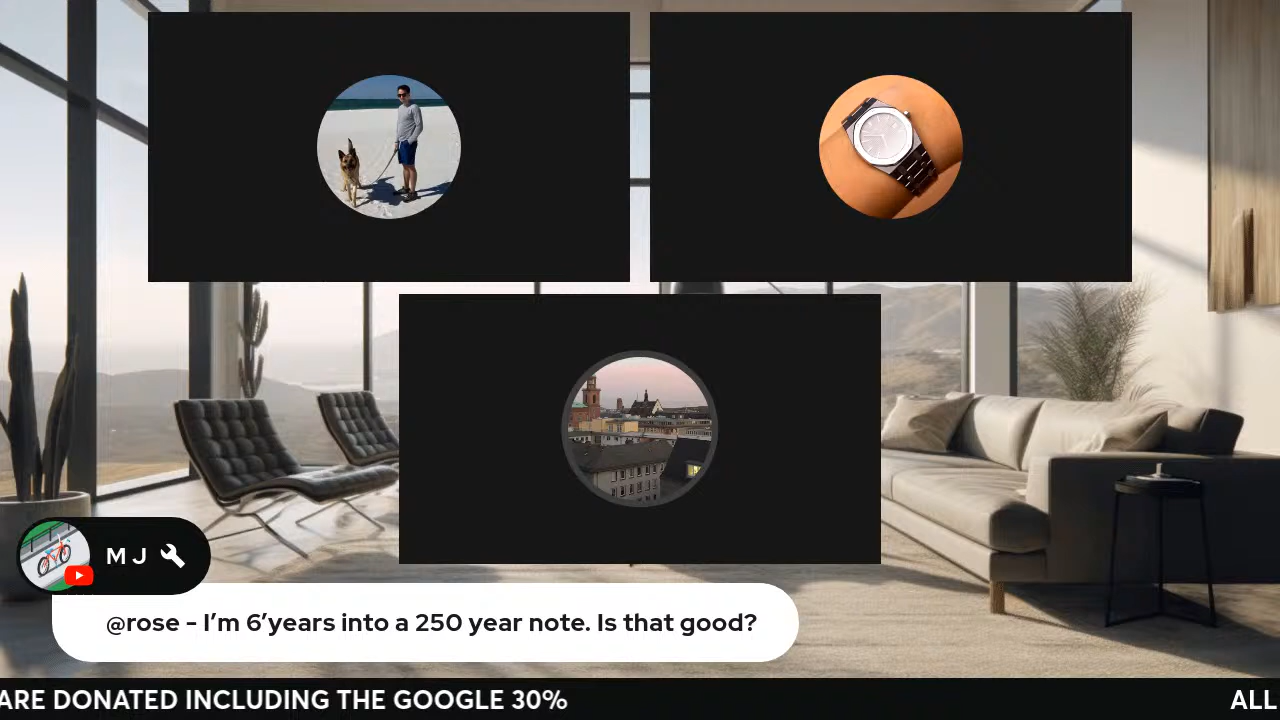 M J
@rose - I'm 6'years into a 250 year note. Is that good?
ARE DONATED INCLUDING THE GOOGLE 30%
ALL